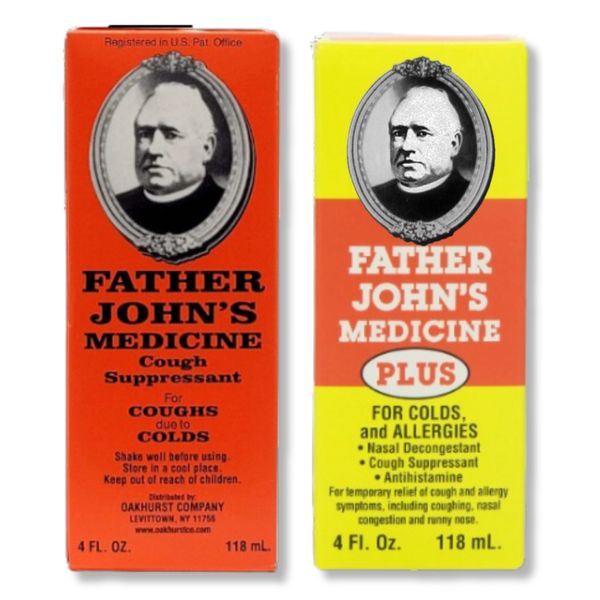 Registered in U.S. Pat. Office
FATHER
JOHN'S
MEDICINE
Cough
Suppressant
For
COUGHS
due to
COLDS
Shake well before using.
Store in a cool place.
Keep out of reach of children.
Distributed by:
OAKHURST COMPANY
LEVITTOWN, NY 11756
www.oakhurstco.com
4 FL. OZ. 118 mL.
FATHER
JOHN'S
MEDICINE
PLUS
FOR COLDS,
and ALLERGIES
• Nasal Decongestant
• Cough Suppressant
• Antihistamine
For temporary relief of cough and allergy
symptoms, including coughing, nasal
congestion and runny nose.
4 Fl. Oz. 118 mL.